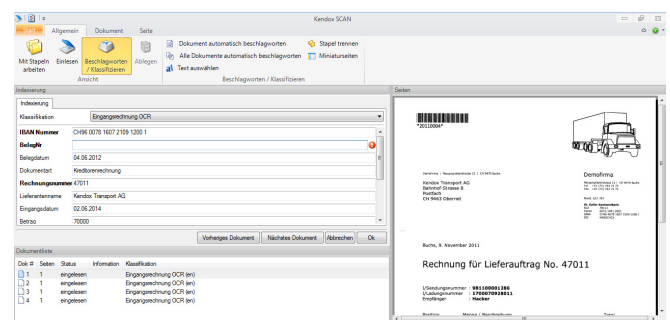 Kendox SCAN
Start Allgemein Dokument Seite
Mit Stapeln arbeiten
Einlesen
Beschlagworten / Klassifizieren
Ablegen
Dokument automatisch beschlagworten
Alle Dokumente automatisch beschlagworten
Text auswählen
Stapel trennen
Miniaturseiten
Ansicht
Beschlagworten / Klassifizieren
Indexierung
Indexierung
Klassifikation Eingangsrechnung OCR
IBAN Nummer CH96 0078 1607 2109 1200 1
BelegNr
Belegdatum 04.06.2012
Dokumentart Kreditorenrechnung
Rechnungsnummer 47011
Lieferantenname Kendox Transport AG
Eingangsdatum 02.06.2014
Betrag 70000
Vorheriges Dokument Nächstes Dokument Abbrechen Ok
Dokumentliste
Dok # Seiten Status Information Klassifikation
1 1 eingelesen Eingangsrechnung OCR (en)
2 1 eingelesen Eingangsrechnung OCR (en)
3 1 eingelesen Eingangsrechnung OCR (en)
4 1 eingelesen Eingangsrechnung OCR (en)
Seiten
*20110004*
Demofirma
Kendox Transport AG
Bahnhof-Strasse 8
Postfach
CH 9463 Oberriet
Buchs, 9. November 2011
Rechnung für Lieferauftrag No. 47011
I/Sendungsnummer : 981100001286
I/Ladungsnummer : 1700070928011
Empfänger : Hacker
Position Menge / Beschreibung Total